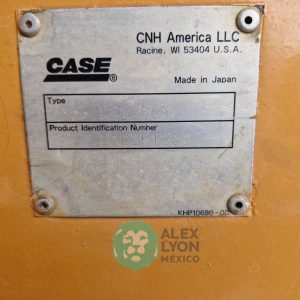 CNH America LLC
Racine, WI 53404 U.S.A.
CASE®
Made in Japan
Type
Product Identification Number
KHP10690-00
ALEX
LYON
MÉXICO